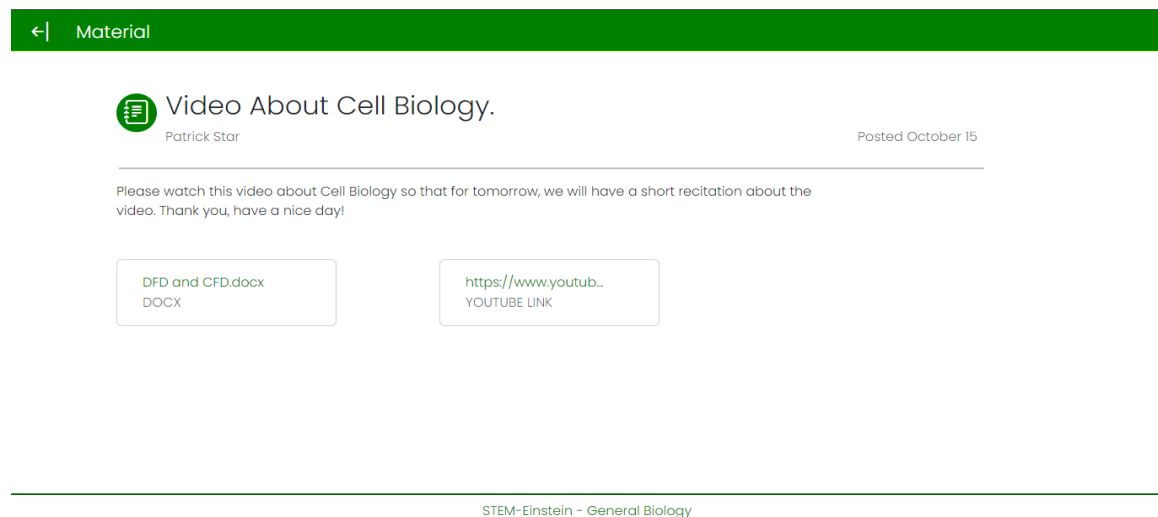 Material
Video About Cell Biology.
Patrick Star
Posted October 15
Please watch this video about Cell Biology so that for tomorrow, we will have a short recitation about the
video. Thank you, have a nice day!
DFD and CFD.docx
DOCX
https://www.youtub...
YOUTUBE LINK
STEM-Einstein - General Biology